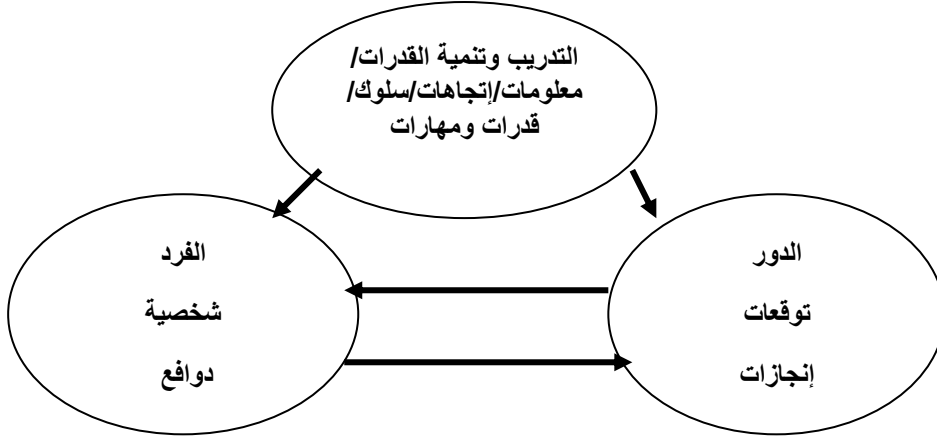 التدريب وتنمية القدرات/
معلومات/إتجاهات/سلوك/
قدرات ومهارات
الدور
توقعات
إنجازات
الفرد
شخصية
دوافع